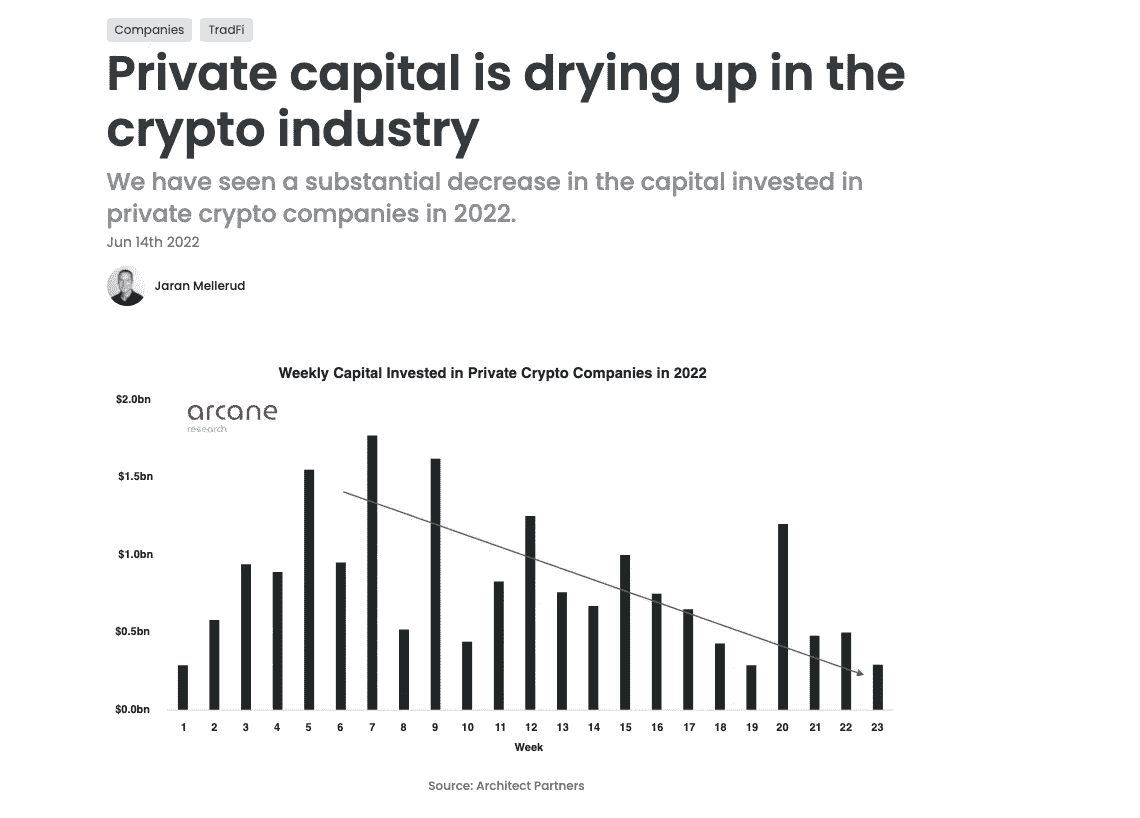 Companies TradFi
Private capital is drying up in the
crypto industry
We have seen a substantial decrease in the capital invested in
private crypto companies in 2022.
Jun 14th 2022
Jaran Mellerud
Weekly Capital Invested in Private Crypto Companies in 2022
$2.0bn
arcane
research
$1.5bn
$1.0bn
$0.5bn
$0.0bn
1 2 3 4 5 6 7 8 9 10 11 12 13 14 15 16 17 18 19 20 21 22 23
Week
Source: Architect Partners